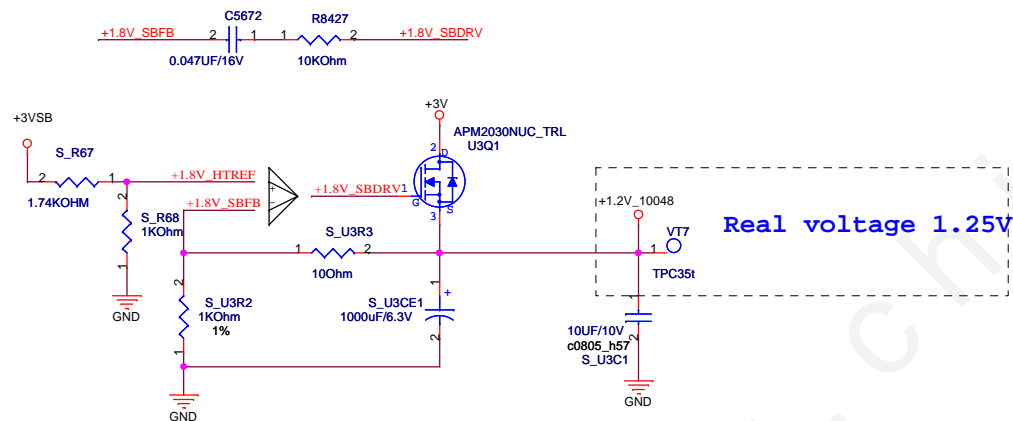 C5672
R8427
+1.8V_SBFB
2
1
1
2
+1.8V_SBDRV
0.047UF/16V
10KOhm
+3V
+3VSB
APM2030NUC_TRL
U3Q1
2
D
S_R67
2
1
+1.8V_HTREF
1.74KOHM
+
-
+1.8V_SBDRV
1
G
S
3
2
S_R68
1KOhm
1
+1.8V_SBFB
+1.2V_10048
Real voltage 1.25V
VT7
1
TPC35t
S_U3R3
1
2
10Ohm
GND
2
S_U3R2
1KOhm
1%
1
1
+
S_U3CE1
1000uF/6.3V
2
1
10UF/10V
c0805_h57
2
S_U3C1
GND
GND
c h i